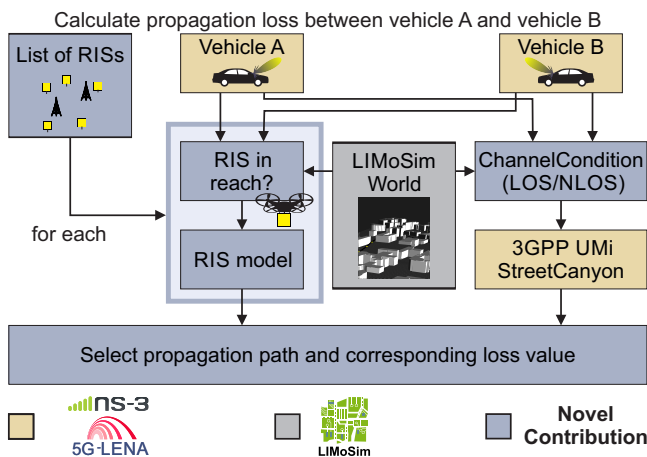 Calculate propagation loss between vehicle A and vehicle B
List of RISs
Vehicle A
Vehicle B
RIS in
reach?
LIMoSim
World
ChannelCondition
(LOS/NLOS)
for each
RIS model
3GPP UMi
StreetCanyon
Select propagation path and corresponding loss value
ns-3
5G-LENA
LIMoSim
Novel
Contribution